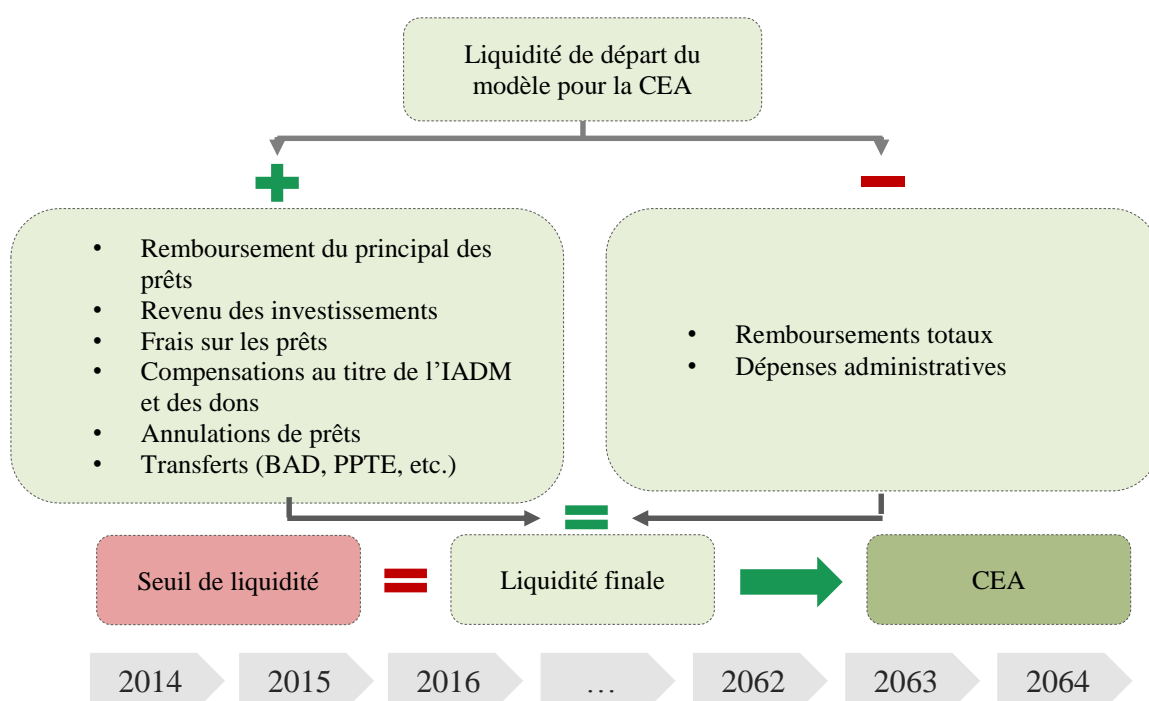 Liquidité de départ du
modèle pour la CEA
• Remboursement du principal des
prêts
• Revenu des investissements
• Frais sur les prêts
• Compensations au titre de l’IADM
et des dons
• Annulations de prêts
• Transferts (BAD, PPTE, etc.)
• Remboursements totaux
• Dépenses administratives
Seuil de liquidité
Liquidité finale
CEA
2014
2015
2016
…
2062
2063
2064